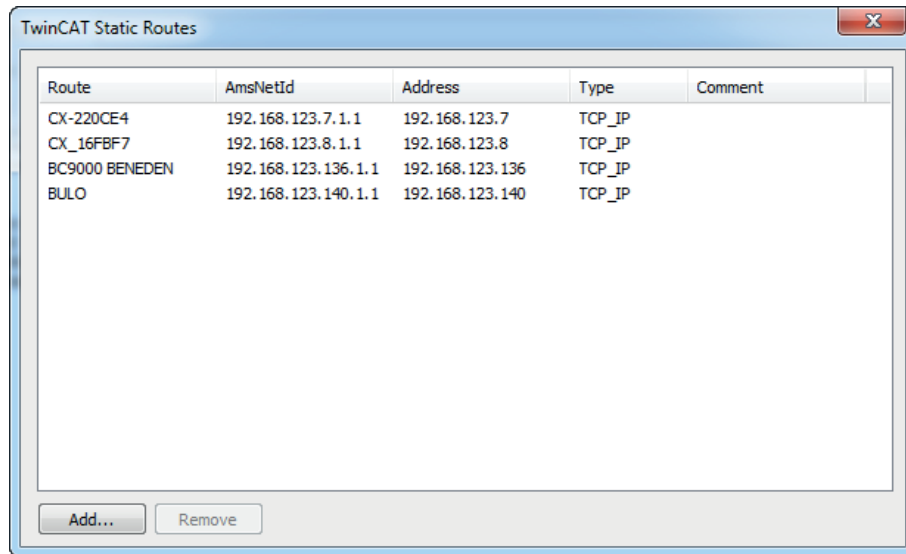 TwinCAT Static Routes
Route AmsNetId Address Type Comment
CX-220CE4 192.168.123.7.1.1 192.168.123.7 TCP_IP
CX_16FBF7 192.168.123.8.1.1 192.168.123.8 TCP_IP
BC9000 BENEDEN 192.168.123.136.1.1 192.168.123.136 TCP_IP
BULO 192.168.123.140.1.1 192.168.123.140 TCP_IP
Add... Remove